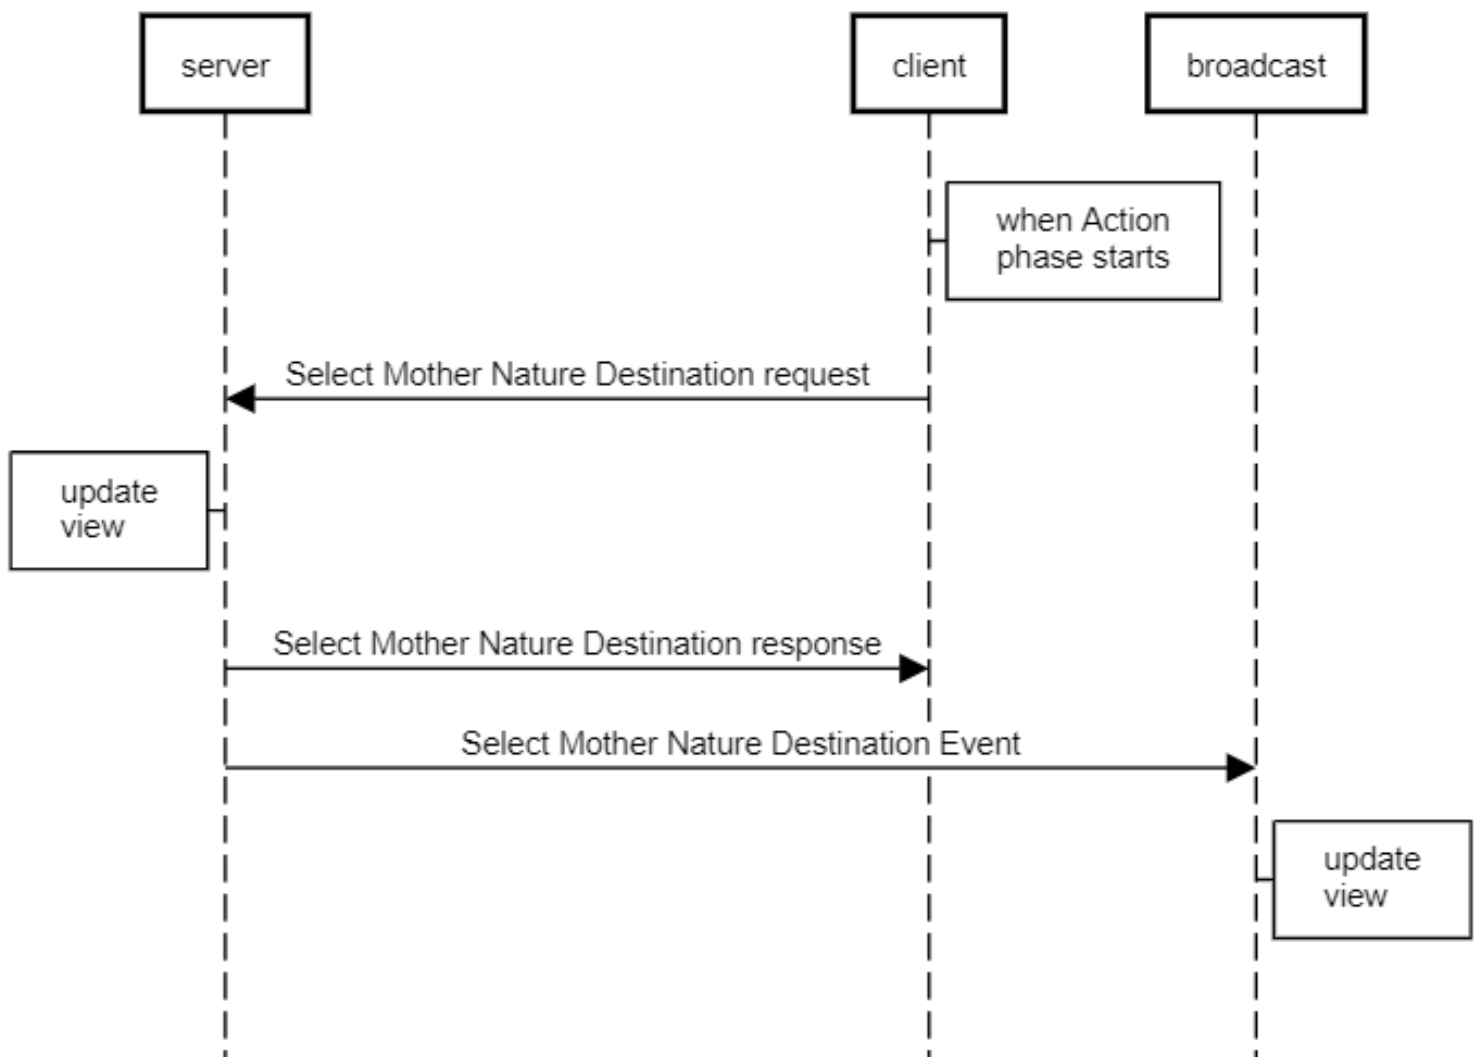 server
client
broadcast
when Action
phase starts
Select Mother Nature Destination request
update
view
Select Mother Nature Destination response
Select Mother Nature Destination Event
update
view